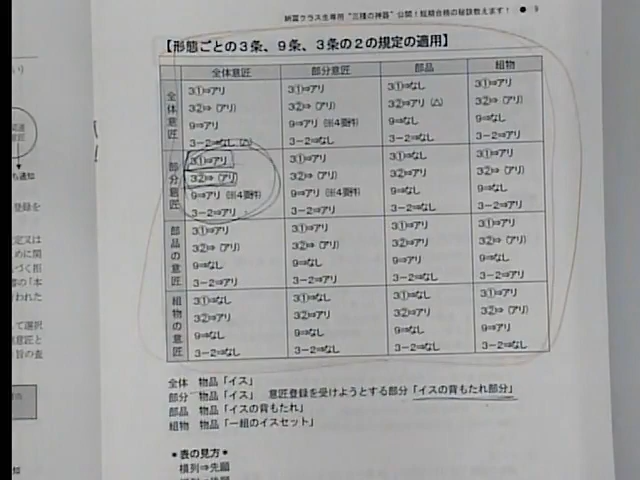 納冨クラス生専用“三種の神器”公開!短期合格の秘訣教えます! ● 9
【形態ごとの3条、9条、3条の2の規定の適用】
全体意匠 部分意匠 部品 組物
全体意匠
3①⇒アリ 3①⇒アリ 3①⇒なし 3①⇒アリ
3②⇒(アリ) 3②⇒(アリ) 3②⇒アリ(△) 3②⇒(アリ)
9⇒アリ 9⇒アリ(※4要件) 9⇒なし 9⇒なし
3-2⇒なし(△) 3-2⇒なし 3-2⇒なし 3-2⇒アリ
部分意匠
3①⇒アリ 3①⇒アリ 3①⇒なし 3①⇒アリ
3②⇒(アリ) 3②⇒(アリ) 3②⇒アリ 3②⇒(アリ)
9⇒アリ(※4要件) 9⇒アリ(※4要件) 9⇒なし 9⇒なし
3-2⇒アリ 3-2⇒アリ 3-2⇒なし 3-2⇒アリ
部品の意匠
3①⇒アリ 3①⇒アリ 3①⇒アリ 3①⇒アリ
3②⇒(アリ) 3②⇒(アリ) 3②⇒アリ 3②⇒(アリ)
9⇒なし 9⇒なし 9⇒アリ 9⇒なし
3-2⇒アリ 3-2⇒アリ 3-2⇒なし 3-2⇒アリ
組物の意匠
3①⇒なし 3①⇒なし 3①⇒なし 3①⇒アリ
3②⇒アリ 3②⇒アリ 3②⇒アリ 3②⇒(アリ)
9⇒なし 9⇒なし 9⇒なし 9⇒アリ
3-2⇒なし 3-2⇒なし 3-2⇒なし 3-2⇒なし
全体 物品「イス」
部分 物品「イス」 意匠登録を受けようとする部分「イスの背もたれ部分」
部品 物品「イスの背もたれ」
組物 物品「一組のイスセット」
*表の見方*
横列⇒先願